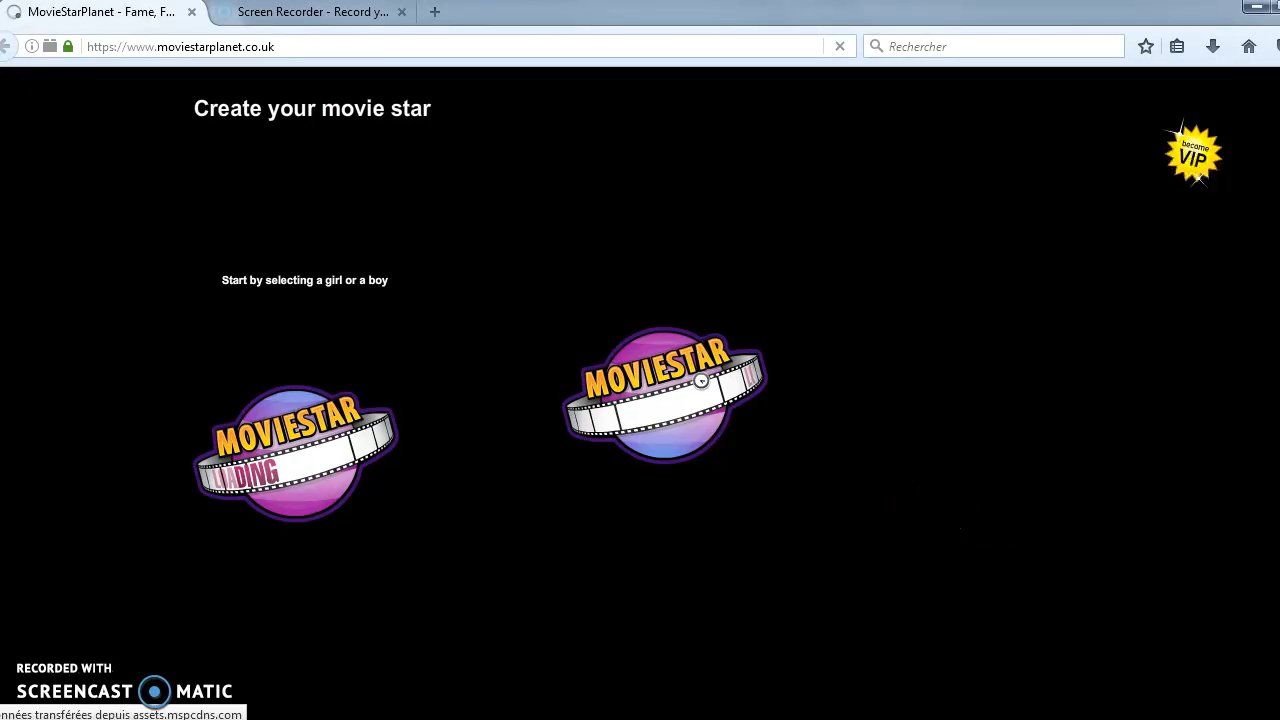 MovieStarPlanet - Fame, F...
Screen Recorder - Record y...
https://www.moviestarplanet.co.uk
Rechercher
Create your movie star
become
VIP
Start by selecting a girl or a boy
MOVIESTAR
MOVIESTAR
LOADING
RECORDED WITH
SCREENCAST MATIC
onnées transférées depuis assets.mspcdns.com